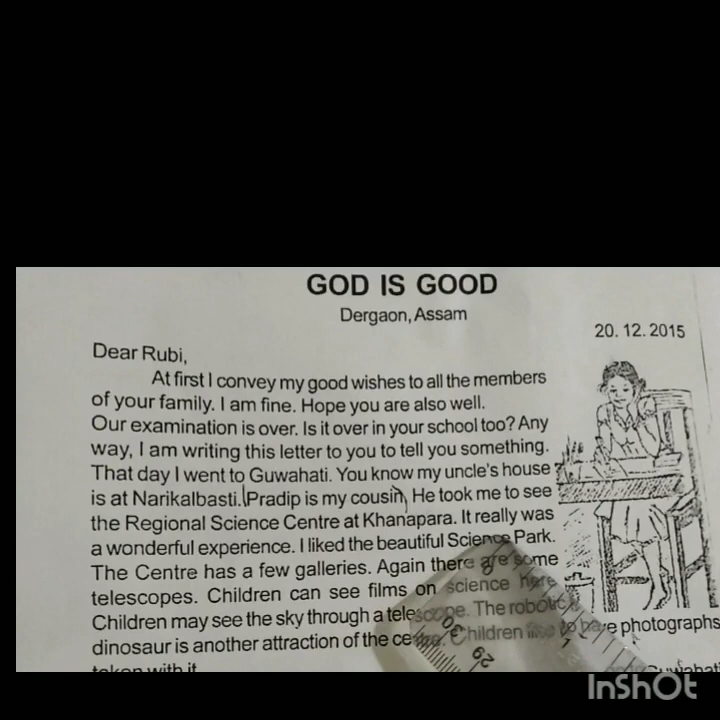 GOD IS GOOD
Dergaon, Assam
20. 12. 2015
Dear Rubi,
At first I convey my good wishes to all the members
of your family. I am fine. Hope you are also well.
Our examination is over. Is it over in your school too? Any
way, I am writing this letter to you to tell you something.
That day I went to Guwahati. You know my uncle's house
is at Narikalbasti. Pradip is my cousin, He took me to see
the Regional Science Centre at Khanapara. It really was
a wonderful experience. I liked the beautiful Science Park.
The Centre has a few galleries. Again there are some
telescopes. Children can see films on science here
Children may see the sky through a telescope. The robotic
dinosaur is another attraction of the centre. Children like to have photographs
taken with it.
Guwahati
30
29
InShOt